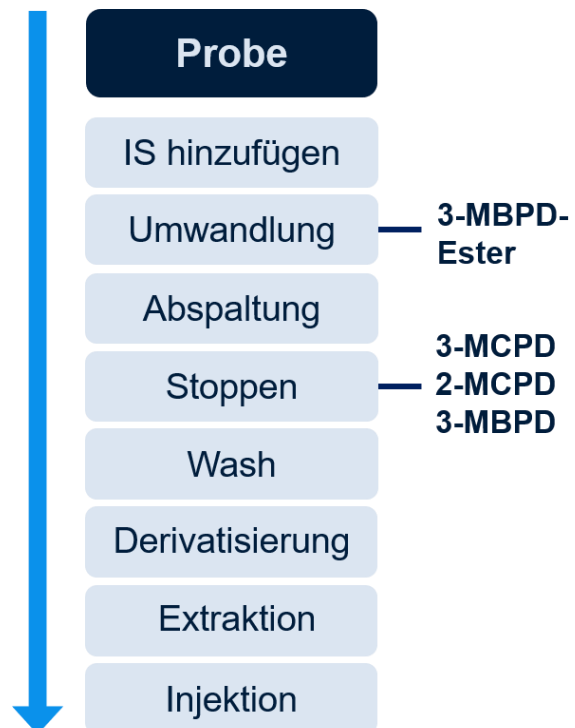 Probe
IS hinzufügen
Umwandlung
3-MBPD-
Ester
Abspaltung
Stoppen
3-MCPD
2-MCPD
3-MBPD
Wash
Derivatisierung
Extraktion
Injektion